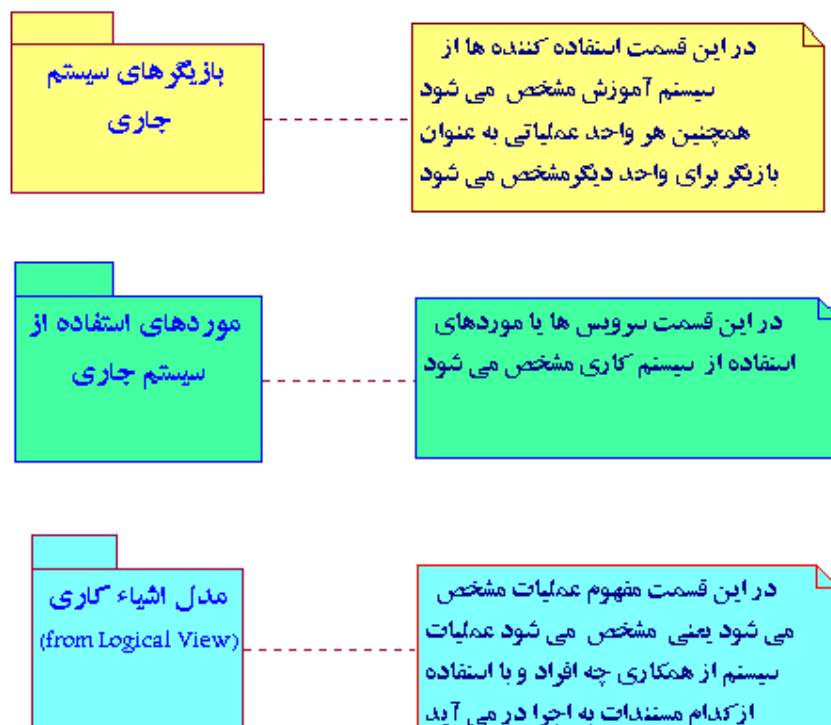 بازیگرهای سیستم
جاری
در این قسمت استفاده کننده ها از
سیستم آموزش مشخص می شود
همچنین هر واحد عملیاتی به عنوان
بازیگر برای واحد دیگرمشخص می شود
موردهای استفاده از
سیستم جاری
در این قسمت سرویس ها یا موردهای
استفاده از سیستم کاری مشخص می شود
مدل اشیاء کاری
(from Logical View)
در این قسمت مفهوم عملیات مشخص
می شود یعنی مشخص می شود عملیات
سیستم از همکاری چه افراد و با استفاده
ازکدام مستندات به اجرا در می آید